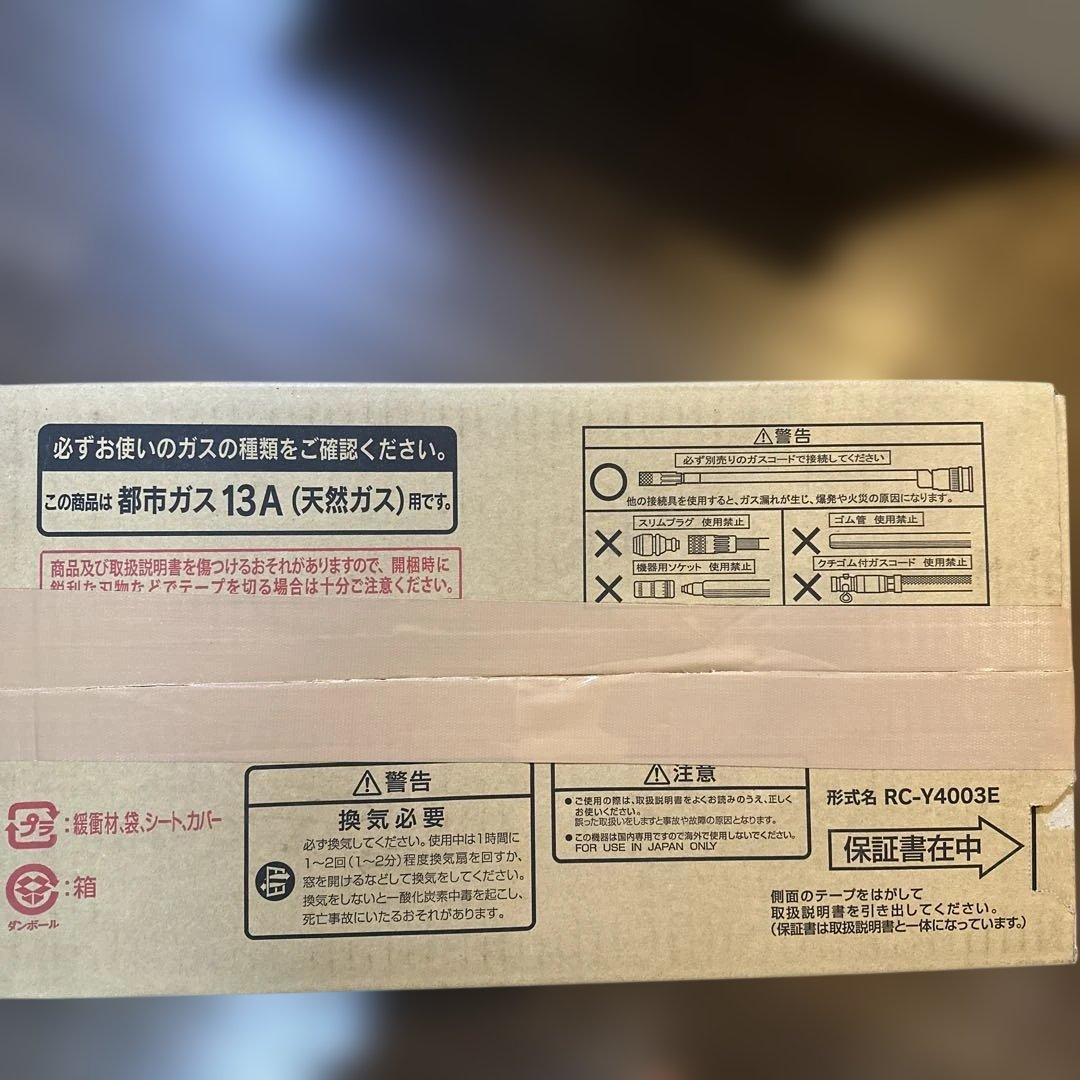 必ずお使いのガスの種類をご確認ください。
この商品は 都市ガス 13A (天然ガス) 用です。
商品及び取扱説明書を傷つけるおそれがありますので、開梱時に
鋭利な刃物などでテープを切る場合は十分ご注意ください。
⚠警告
必ず別売りのガスコードで接続してください
他の接続具を使用すると、ガス漏れが生じ、爆発や火災の原因になります。
スリムプラグ 使用禁止
ゴム管 使用禁止
機器用ソケット 使用禁止
クチゴム付ガスコード 使用禁止
プラ
:緩衝材、袋、シート、カバー
:箱
ダンボール
⚠警告
換気必要
必ず換気してください。使用中は1時間に
1〜2回(1〜2分)程度換気扇を回すか、
窓を開けるなどして換気をしてください。
換気をしないと一酸化炭素中毒を起こし、
死亡事故にいたるおそれがあります。
⚠注意
●ご使用の際は、取扱説明書をよくお読みのうえ、正しく
お使いください。
誤った取扱いをしますと事故や故障の原因となります。
●この機器は国内専用ですので海外で使用しないでください。
FOR USE IN JAPAN ONLY
形式名 RC-Y4003E
保証書在中
側面のテープをはがして
取扱説明書を引き出してください。
(保証書は取扱説明書と一体になっています。)